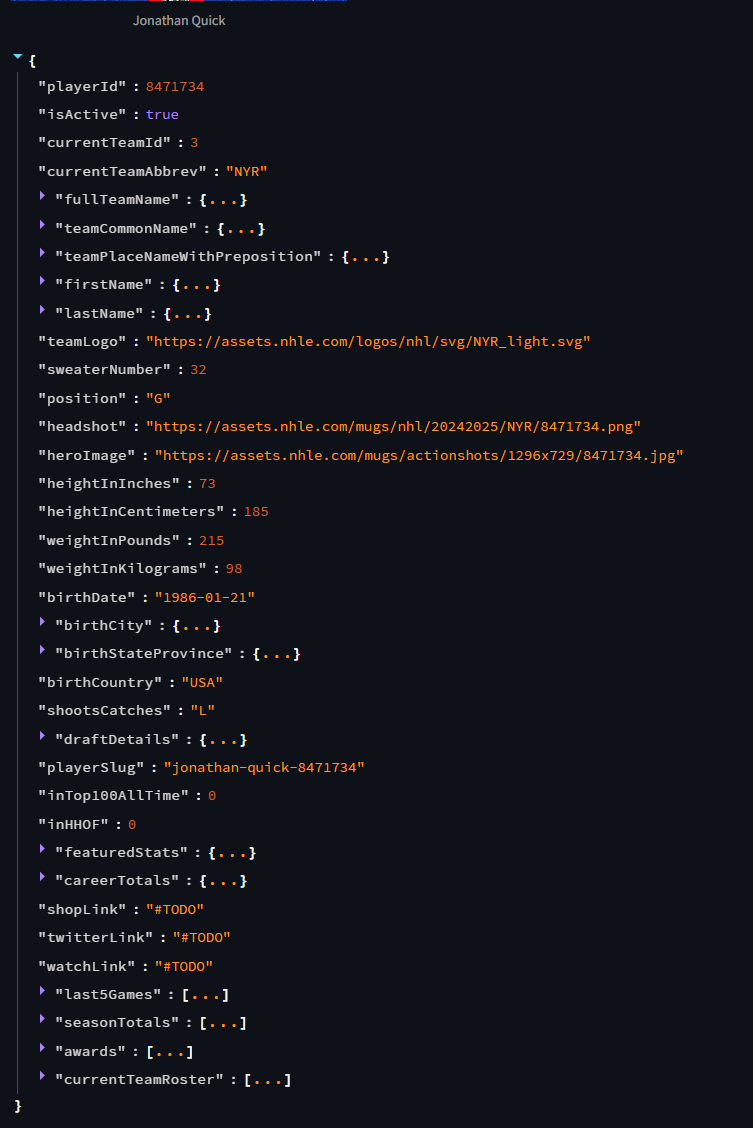 Jonathan Quick
{
"playerId" : 8471734
"isActive" : true
"currentTeamId" : 3
"currentTeamAbbrev" : "NYR"
"fullTeamName" : {...}
"teamCommonName" : {...}
"teamPlaceNameWithPreposition" : {...}
"firstName" : {...}
"lastName" : {...}
"teamLogo" : "https://assets.nhle.com/logos/nhl/svg/NYR_light.svg"
"sweaterNumber" : 32
"position" : "G"
"headshot" : "https://assets.nhle.com/mugs/nhl/20242025/NYR/8471734.png"
"heroImage" : "https://assets.nhle.com/mugs/actionshots/1296x729/8471734.jpg"
"heightInInches" : 73
"heightInCentimeters" : 185
"weightInPounds" : 215
"weightInKilograms" : 98
"birthDate" : "1986-01-21"
"birthCity" : {...}
"birthStateProvince" : {...}
"birthCountry" : "USA"
"shootsCatches" : "L"
"draftDetails" : {...}
"playerSlug" : "jonathan-quick-8471734"
"inTop100AllTime" : 0
"inHHOF" : 0
"featuredStats" : {...}
"careerTotals" : {...}
"shopLink" : "#TODO"
"twitterLink" : "#TODO"
"watchLink" : "#TODO"
"last5Games" : [...]
"seasonTotals" : [...]
"awards" : [...]
"currentTeamRoster" : [...]
}